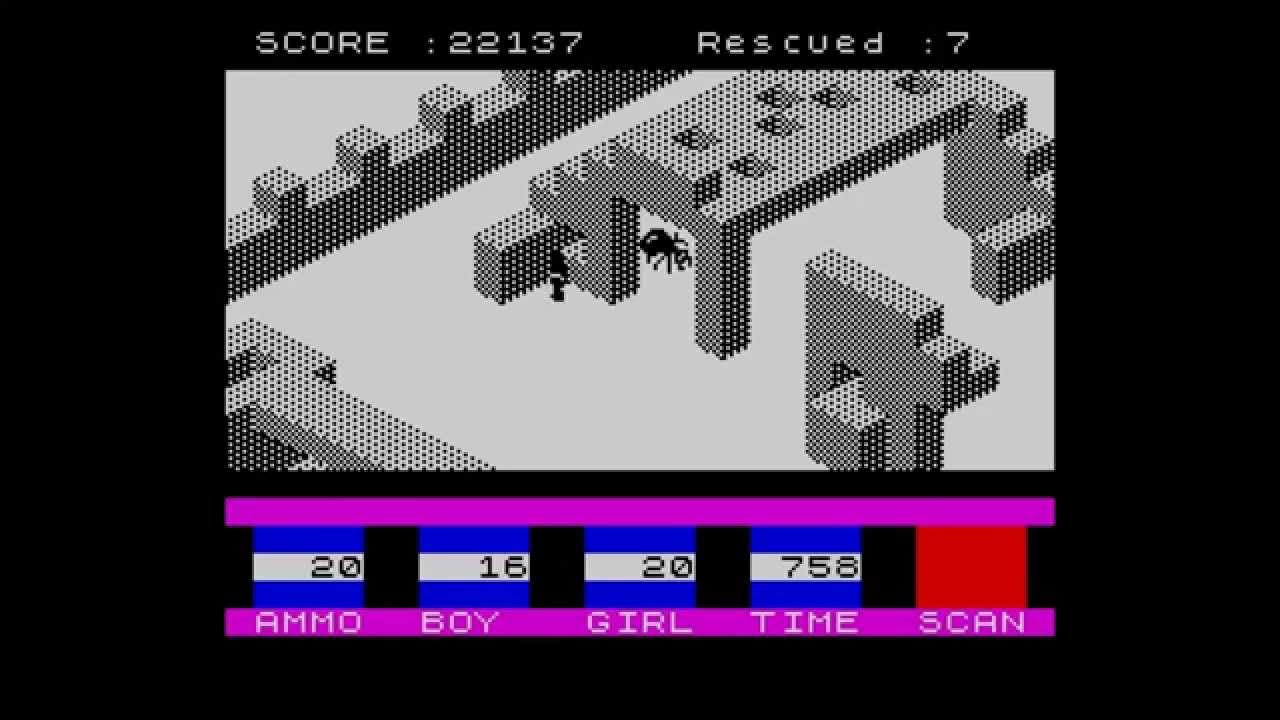 SCORE :22137 Rescued :7
20 16 20 758
AMMO BOY GIRL TIME SCAN